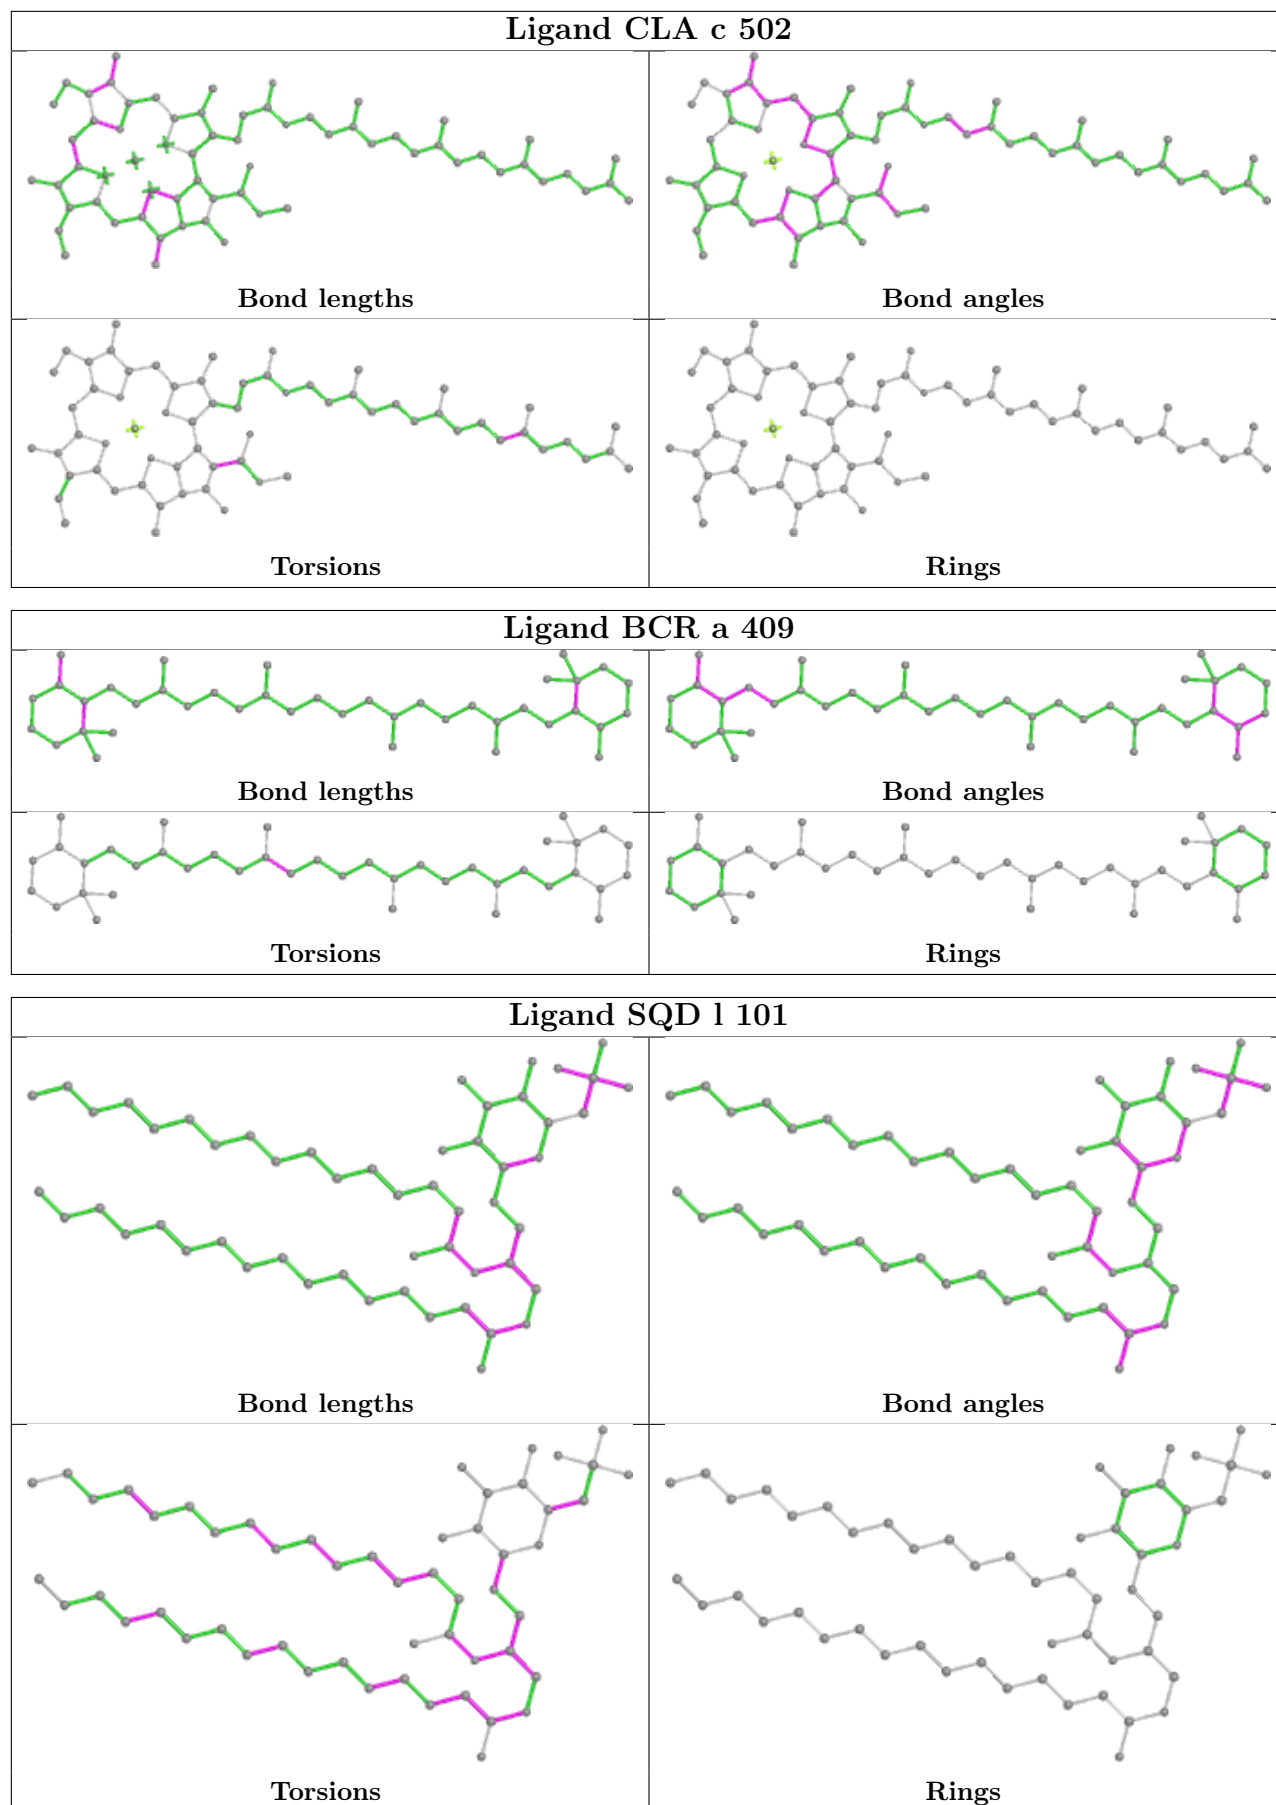 Ligand CLA c 502
Bond lengths
Bond angles
Torsions
Rings
Ligand BCR a 409
Bond lengths
Bond angles
Torsions
Rings
Ligand SQD l 101
Bond lengths
Bond angles
Torsions
Rings